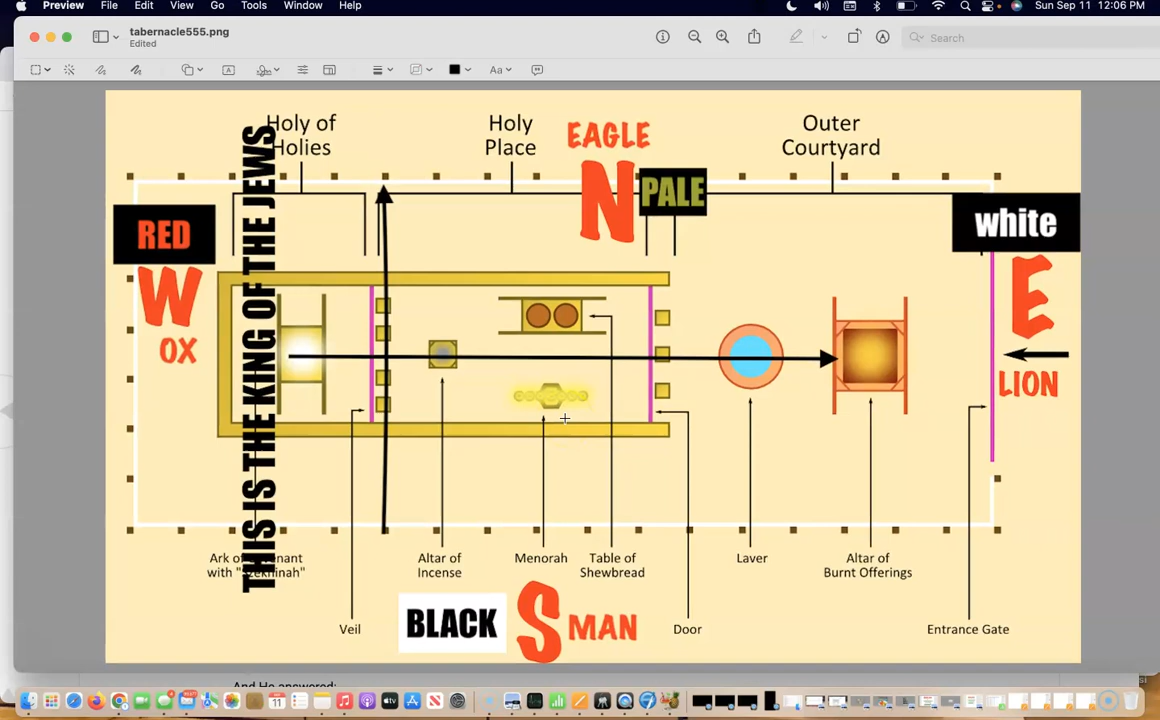 Preview File Edit View Go Tools Window Help
Sun Sep 11 12:06 PM
tabernacle555.png
Edited
Search
Aa
Holy of
Holies
Holy
Place
EAGLE
N
PALE
Outer
Courtyard
RED
W
OX
THIS IS THE KING OF THE JEWS
white
E
LION
Ark of
with "
Altar of
Incense
Menorah
Table of
Shewbread
Laver
Altar of
Burnt Offerings
Veil
BLACK
S
MAN
Door
Entrance Gate
And He answered: